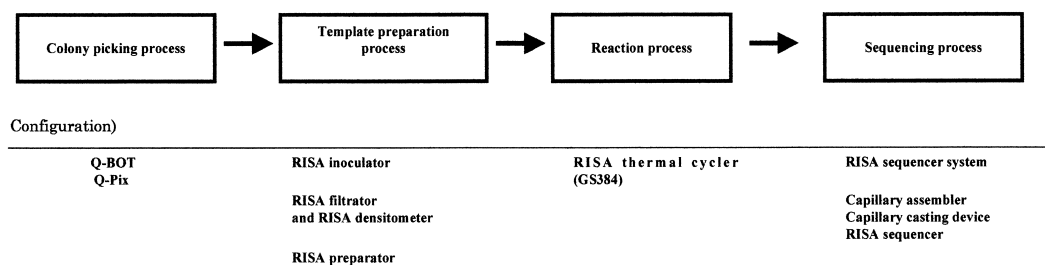 Colony picking process
Template preparation
process
Reaction process
Sequencing process
Configuration)
Q-BOT
Q-Pix
RISA inoculator
RISA filtrator
and RISA densitometer
RISA preparator
RISA thermal cycler
(GS384)
RISA sequencer system
Capillary assembler
Capillary casting device
RISA sequencer